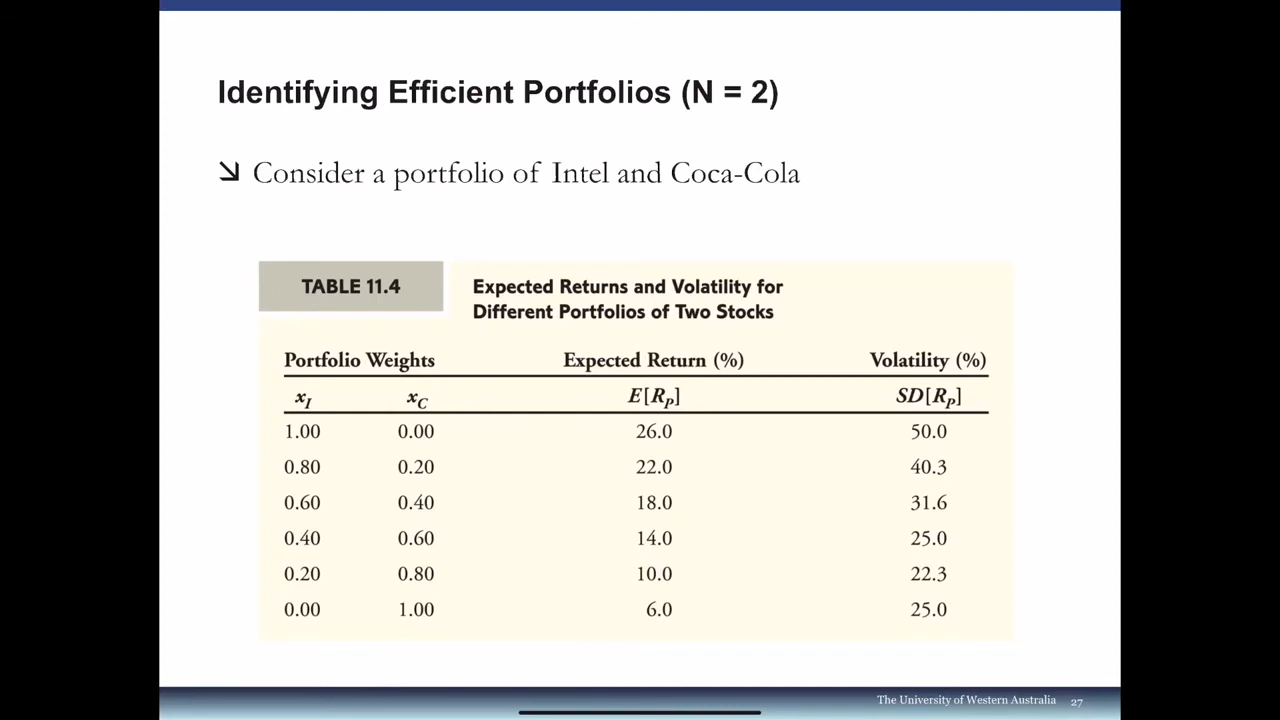 Identifying Efficient Portfolios (N = 2)
Consider a portfolio of Intel and Coca-Cola
TABLE 11.4
Expected Returns and Volatility for
Different Portfolios of Two Stocks
Portfolio Weights Expected Return (%) Volatility (%)
x_I x_C E[R_P] SD[R_P]
1.00 0.00 26.0 50.0
0.80 0.20 22.0 40.3
0.60 0.40 18.0 31.6
0.40 0.60 14.0 25.0
0.20 0.80 10.0 22.3
0.00 1.00 6.0 25.0
The University of Western Australia 27